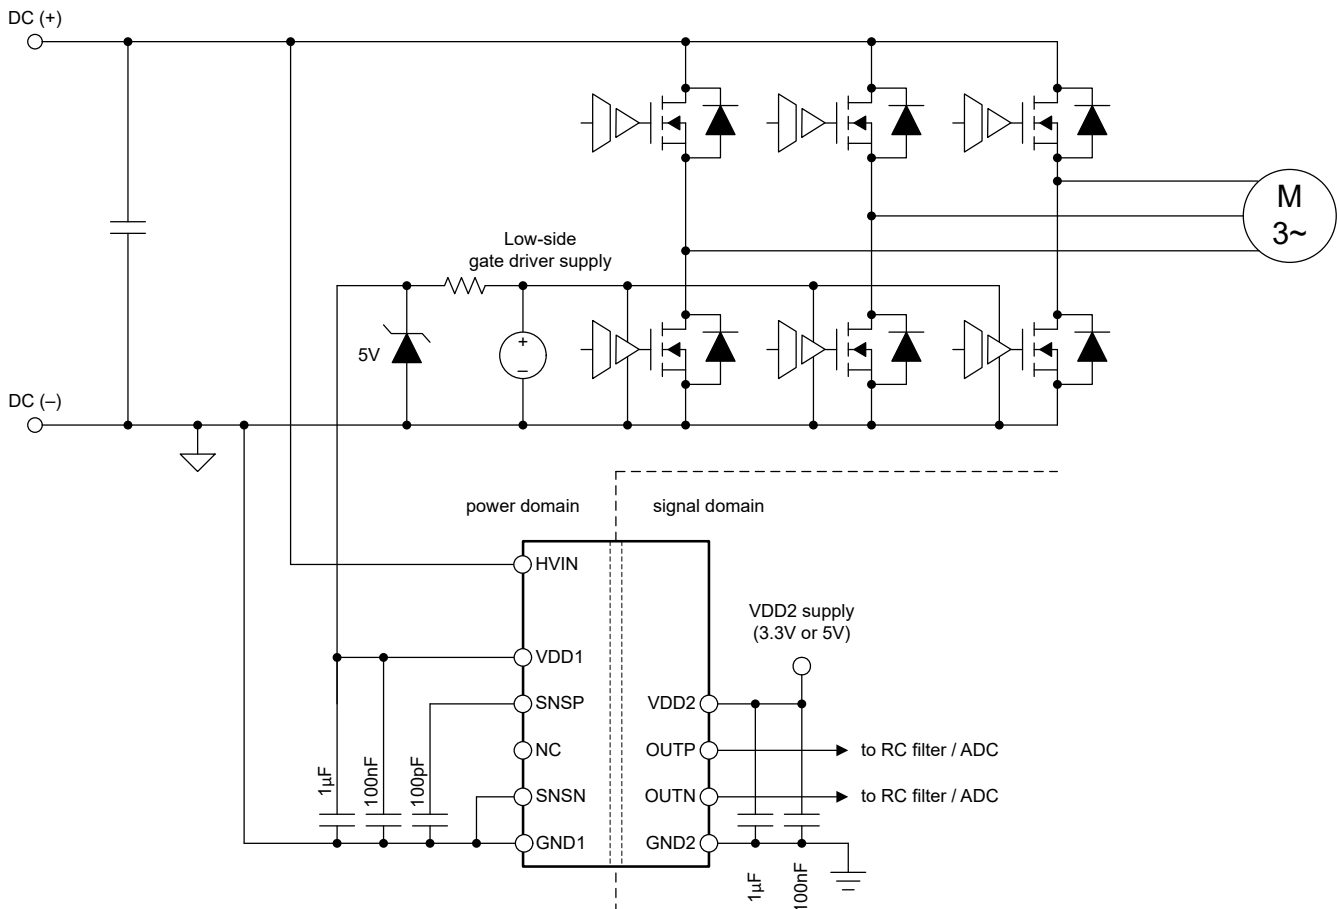 DC (+)
M
3~
Low-side
gate driver supply
+
–
5V
DC (–)
power domain
signal domain
HVIN
VDD1
SNSP
NC
SNSN
GND1
VDD2
OUTP
OUTN
GND2
VDD2 supply
(3.3V or 5V)
to RC filter / ADC
to RC filter / ADC
1µF
100nF
100pF
1µF
100nF